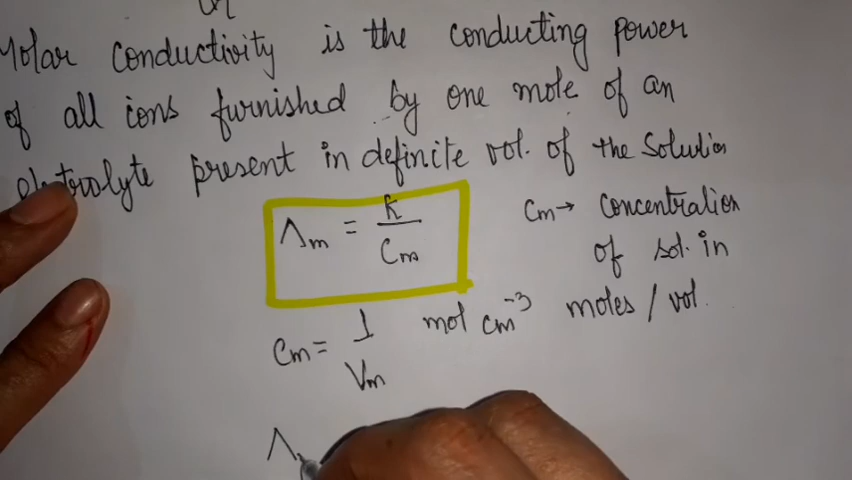 Molar conductivity is the conducting power
of all ions furnished by one mole of an
electrolyte present in definite vol. of the Solution
Λm = K / Cm
Cm → concentration
of sol. in
moles / vol.
Cm = 1 / Vm mol cm⁻³
Λ